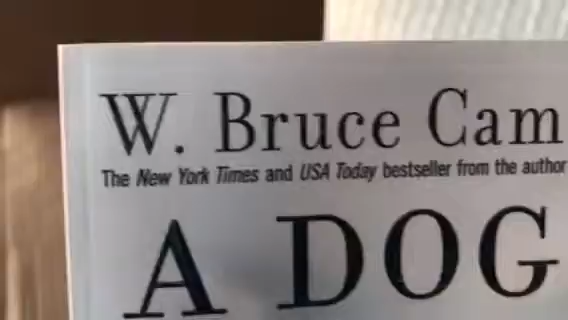 W. Bruce Cam
The New York Times and USA Today bestseller from the author
A DOG